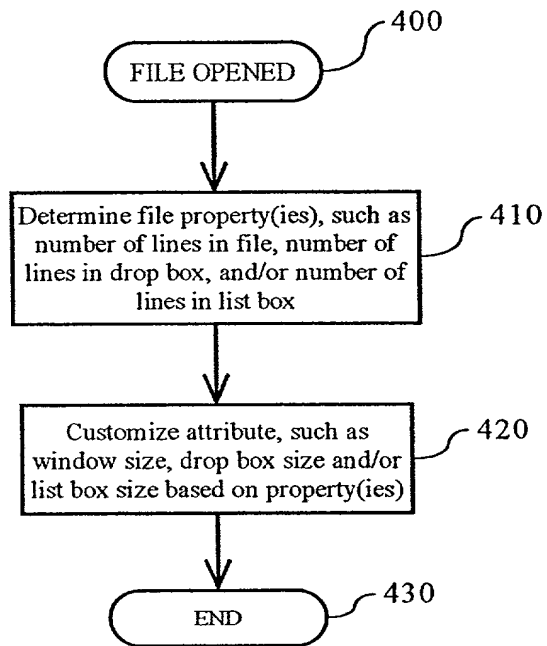 400
FILE OPENED
Determine file property(ies), such as
number of lines in file, number of
lines in drop box, and/or number of
lines in list box
410
Customize attribute, such as
window size, drop box size and/or
list box size based on property(ies)
420
END
430